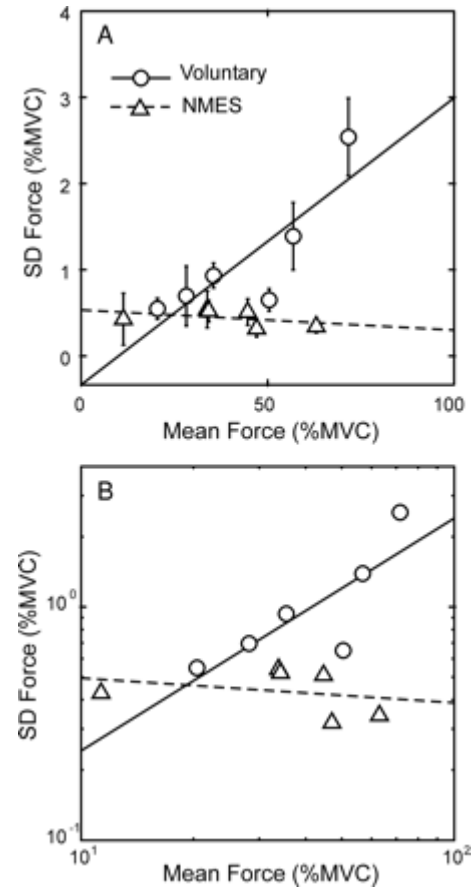 A
Voluntary
NMES
4
3
2
1
0
SD Force (%MVC)
0 50 100
Mean Force (%MVC)
B
10⁰
10⁻¹
SD Force (%MVC)
10¹ 10²
Mean Force (%MVC)